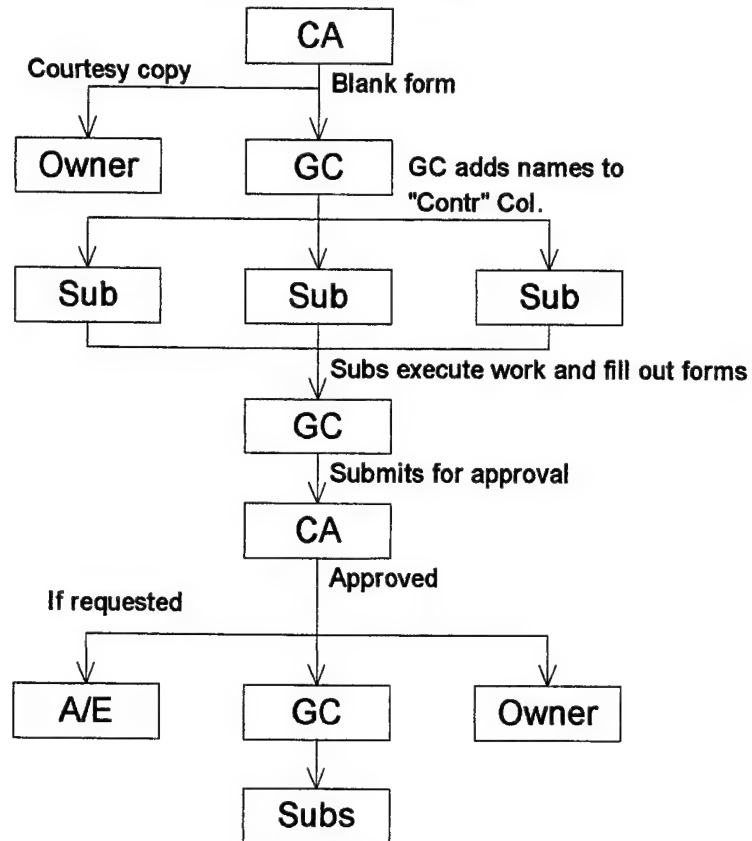 CA
Courtesy copy
Blank form
Owner
GC
GC adds names to
"Contr" Col.
Sub
Sub
Sub
Subs execute work and fill out forms
GC
Submits for approval
CA
Approved
If requested
A/E
GC
Owner
Subs